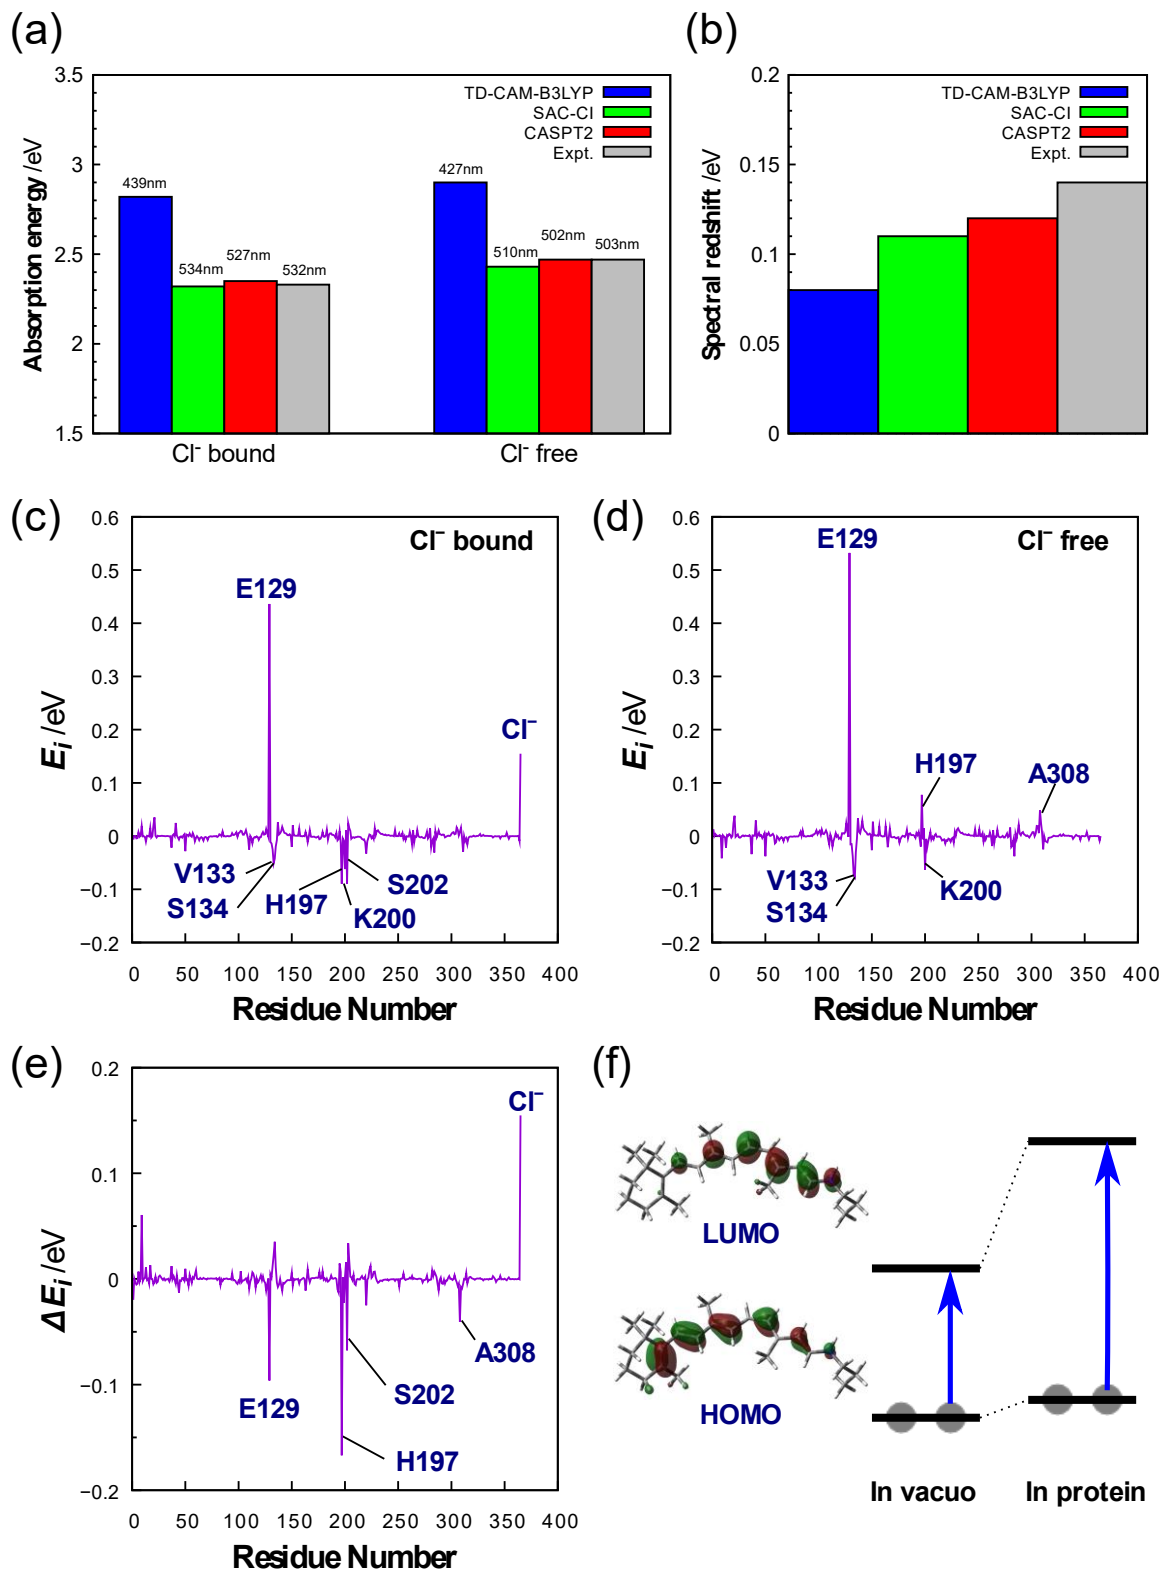 (a)
3.5
3
2.5
2
1.5
Absorption energy /eV
TD-CAM-B3LYP
SAC-CI
CASPT2
Expt.
439nm
534nm
527nm
532nm
427nm
510nm
502nm
503nm
Cl⁻ bound
Cl⁻ free
(b)
0.2
0.15
0.1
0.05
0
Spectral redshift /eV
TD-CAM-B3LYP
SAC-CI
CASPT2
Expt.
(c)
0.6
0.5
0.4
0.3
0.2
0.1
0
−0.1
−0.2
E_i /eV
Cl⁻ bound
E129
Cl⁻
V133
S134
H197
S202
K200
0 50 100 150 200 250 300 350 400
Residue Number
(d)
0.6
0.5
0.4
0.3
0.2
0.1
0
−0.1
−0.2
E_i /eV
Cl⁻ free
E129
H197
A308
V133
S134
K200
0 50 100 150 200 250 300 350 400
Residue Number
(e)
0.2
0.1
0
−0.1
−0.2
ΔE_i /eV
Cl⁻
A308
S202
E129
H197
0 50 100 150 200 250 300 350 400
Residue Number
(f)
LUMO
HOMO
In vacuo
In protein